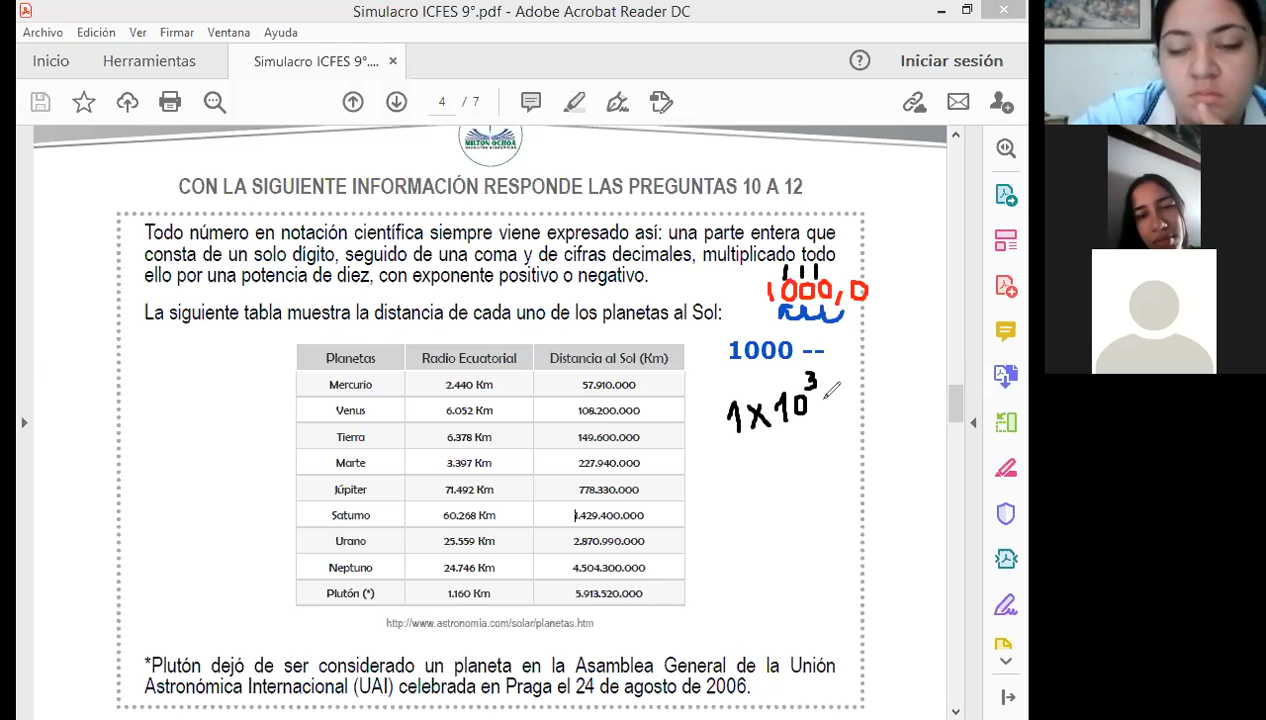 Simulacro ICFES 9°.pdf - Adobe Acrobat Reader DC
Archivo Edición Ver Firmar Ventana Ayuda
Inicio Herramientas Simulacro ICFES 9°.... × Iniciar sesión
4 / 7
MILTON OCHOA
CON LA SIGUIENTE INFORMACIÓN RESPONDE LAS PREGUNTAS 10 A 12
Todo número en notación científica siempre viene expresado así: una parte entera que
consta de un solo dígito, seguido de una coma y de cifras decimales, multiplicado todo
ello por una potencia de diez, con exponente positivo o negativo.
1000,0
La siguiente tabla muestra la distancia de cada uno de los planetas al Sol:
1000 --
1 x 10³
Planetas Radio Ecuatorial Distancia al Sol (Km)
Mercurio 2.440 Km 57.910.000
Venus 6.052 Km 108.200.000
Tierra 6.378 Km 149.600.000
Marte 3.397 Km 227.940.000
Júpiter 71.492 Km 778.330.000
Saturno 60.268 Km 1.429.400.000
Urano 25.559 Km 2.870.990.000
Neptuno 24.746 Km 4.504.300.000
Plutón (*) 1.160 Km 5.913.520.000
http://www.astronomia.com/solar/planetas.htm
*Plutón dejó de ser considerado un planeta en la Asamblea General de la Unión
Astronómica Internacional (UAI) celebrada en Praga el 24 de agosto de 2006.